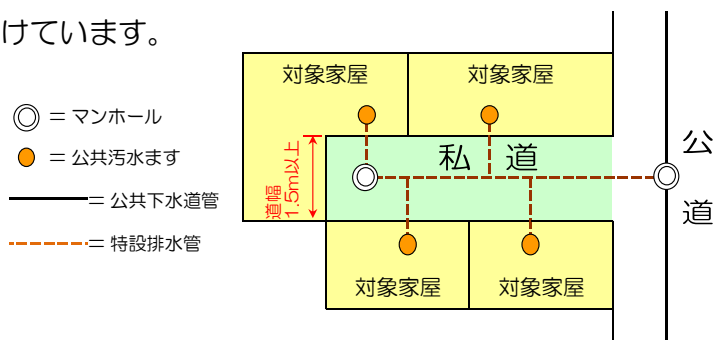 けています。
= マンホール
= 公共汚水ます
= 公共下水道管
= 特設排水管
対象家屋
対象家屋
私 道
道幅
1.5m以上
対象家屋
対象家屋
公
道